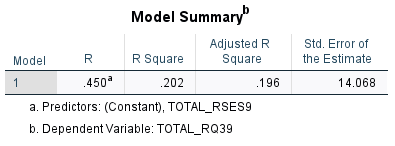 Model Summaryb
Model R R Square Adjusted R Square Std. Error of the Estimate
1 .450a .202 .196 14.068
a. Predictors: (Constant), TOTAL_RSES9
b. Dependent Variable: TOTAL_RQ39